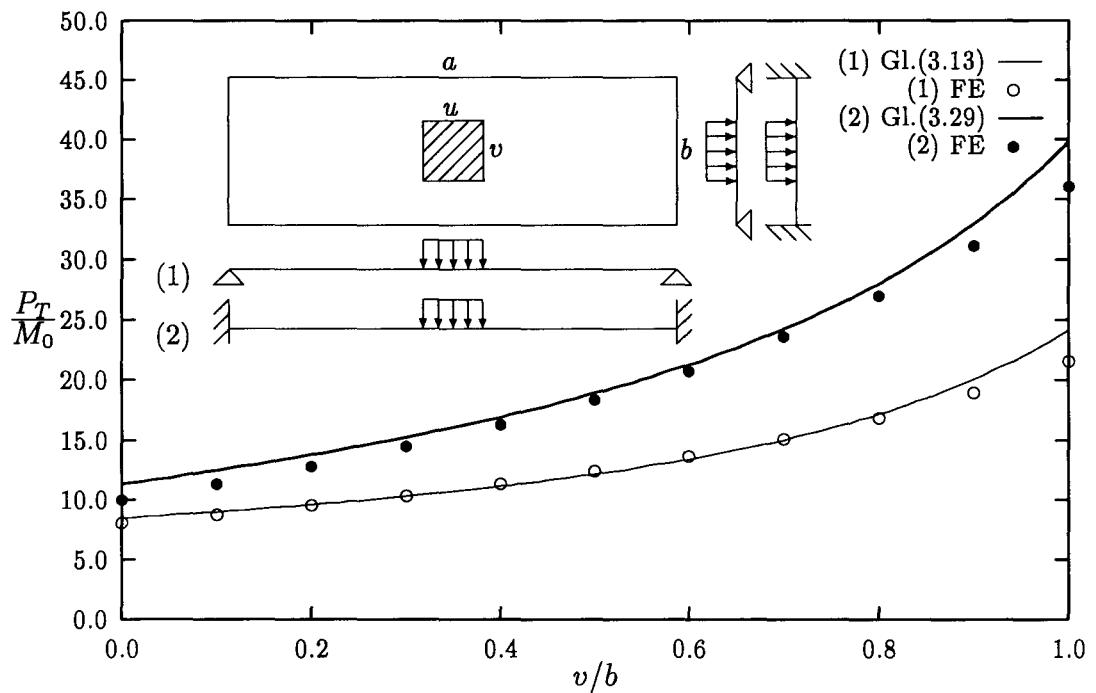 50.0
45.0
40.0
35.0
30.0
25.0
20.0
15.0
10.0
5.0
0.0
P_T
M_0
0.0
0.2
0.4
0.6
0.8
1.0
v/b
a
u
v
b
(1)
(2)
(1) Gl.(3.13)
(1) FE
(2) Gl.(3.29)
(2) FE